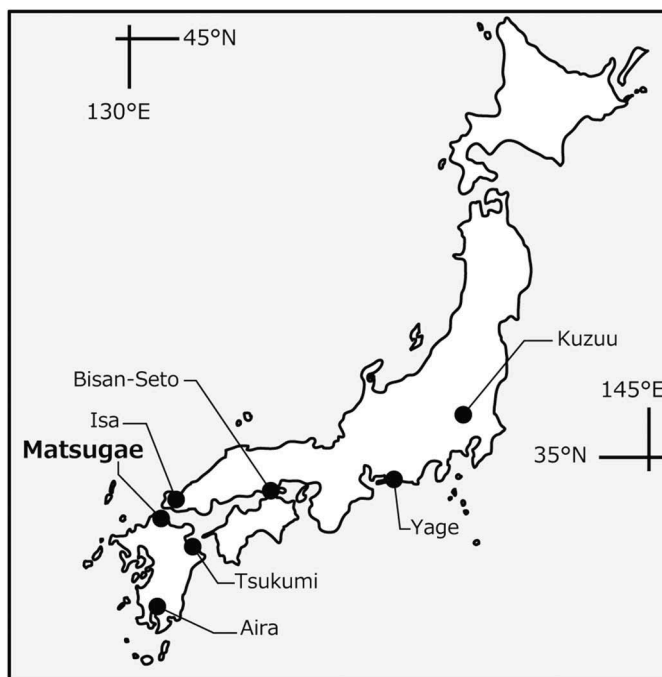 45°N
130°E
Kuzuu
Bisan-Seto
145°E
Isa
Matsugae
35°N
Yage
Tsukumi
Aira